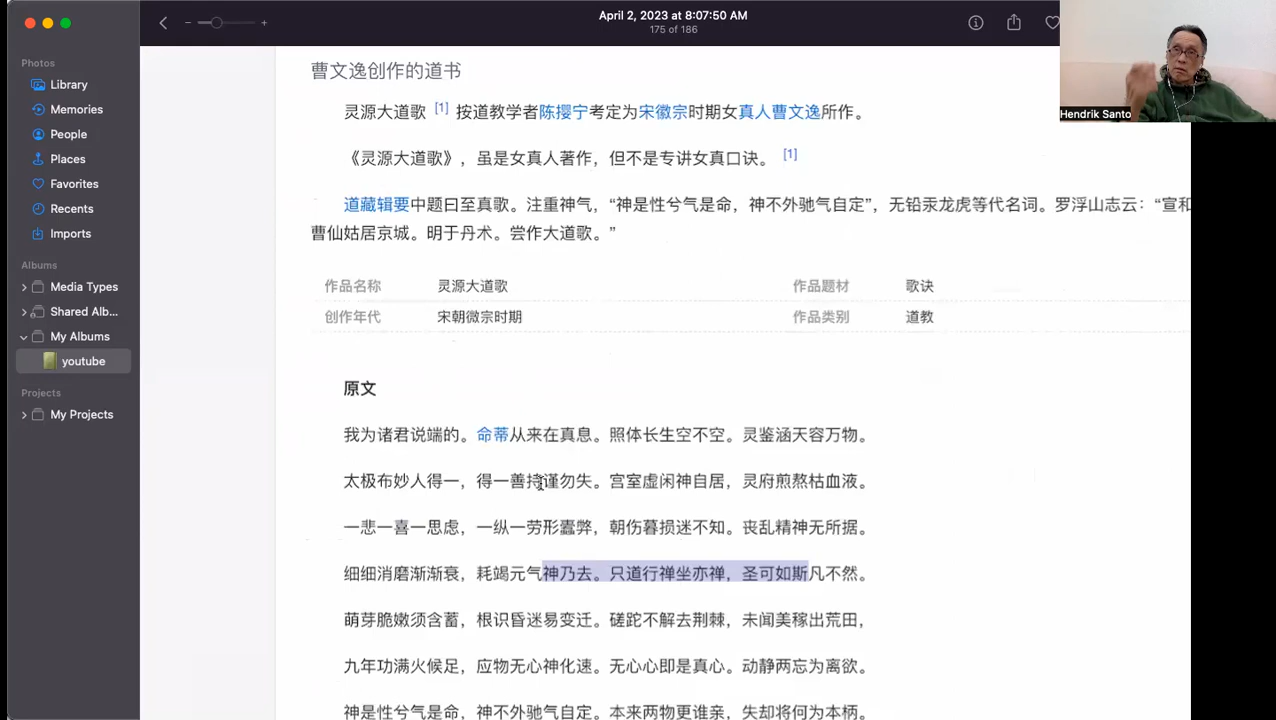 April 2, 2023 at 8:07:50 AM
175 of 186
Hendrik Santo
Photos
Library
Memories
People
Places
Favorites
Recents
Imports
Albums
Media Types
Shared Alb...
My Albums
youtube
Projects
My Projects
曹文逸创作的道书
灵源大道歌 [1] 按道教学者陈撄宁考定为宋徽宗时期女真人曹文逸所作。
《灵源大道歌》，虽是女真人著作，但不是专讲女真口诀。 [1]
道藏辑要中题曰至真歌。注重神气，“神是性兮气是命，神不外驰气自定”，无铅汞龙虎等代名词。罗浮山志云：“宣和
曹仙姑居京城。明于丹术。尝作大道歌。”
作品名称 灵源大道歌 作品题材 歌诀
创作年代 宋朝微宗时期 作品类别 道教
原文
我为诸君说端的。命蒂从来在真息。照体长生空不空。灵鉴涵天容万物。
太极布妙人得一，得一善持谨勿失。宫室虚闲神自居，灵府煎熬枯血液。
一悲一喜一思虑，一纵一劳形蠹弊，朝伤暮损迷不知。丧乱精神无所据。
细细消磨渐渐衰，耗竭元气神乃去。只道行禅坐亦禅，圣可如斯凡不然。
萌芽脆嫩须含蓄，根识昏迷易变迁。磋跎不解去荆棘，未闻美稼出荒田，
九年功满火候足，应物无心神化速。无心心即是真心。动静两忘为离欲。
神是性兮气是命，神不外驰气自定。本来两物更谁亲，失却将何为本柄。